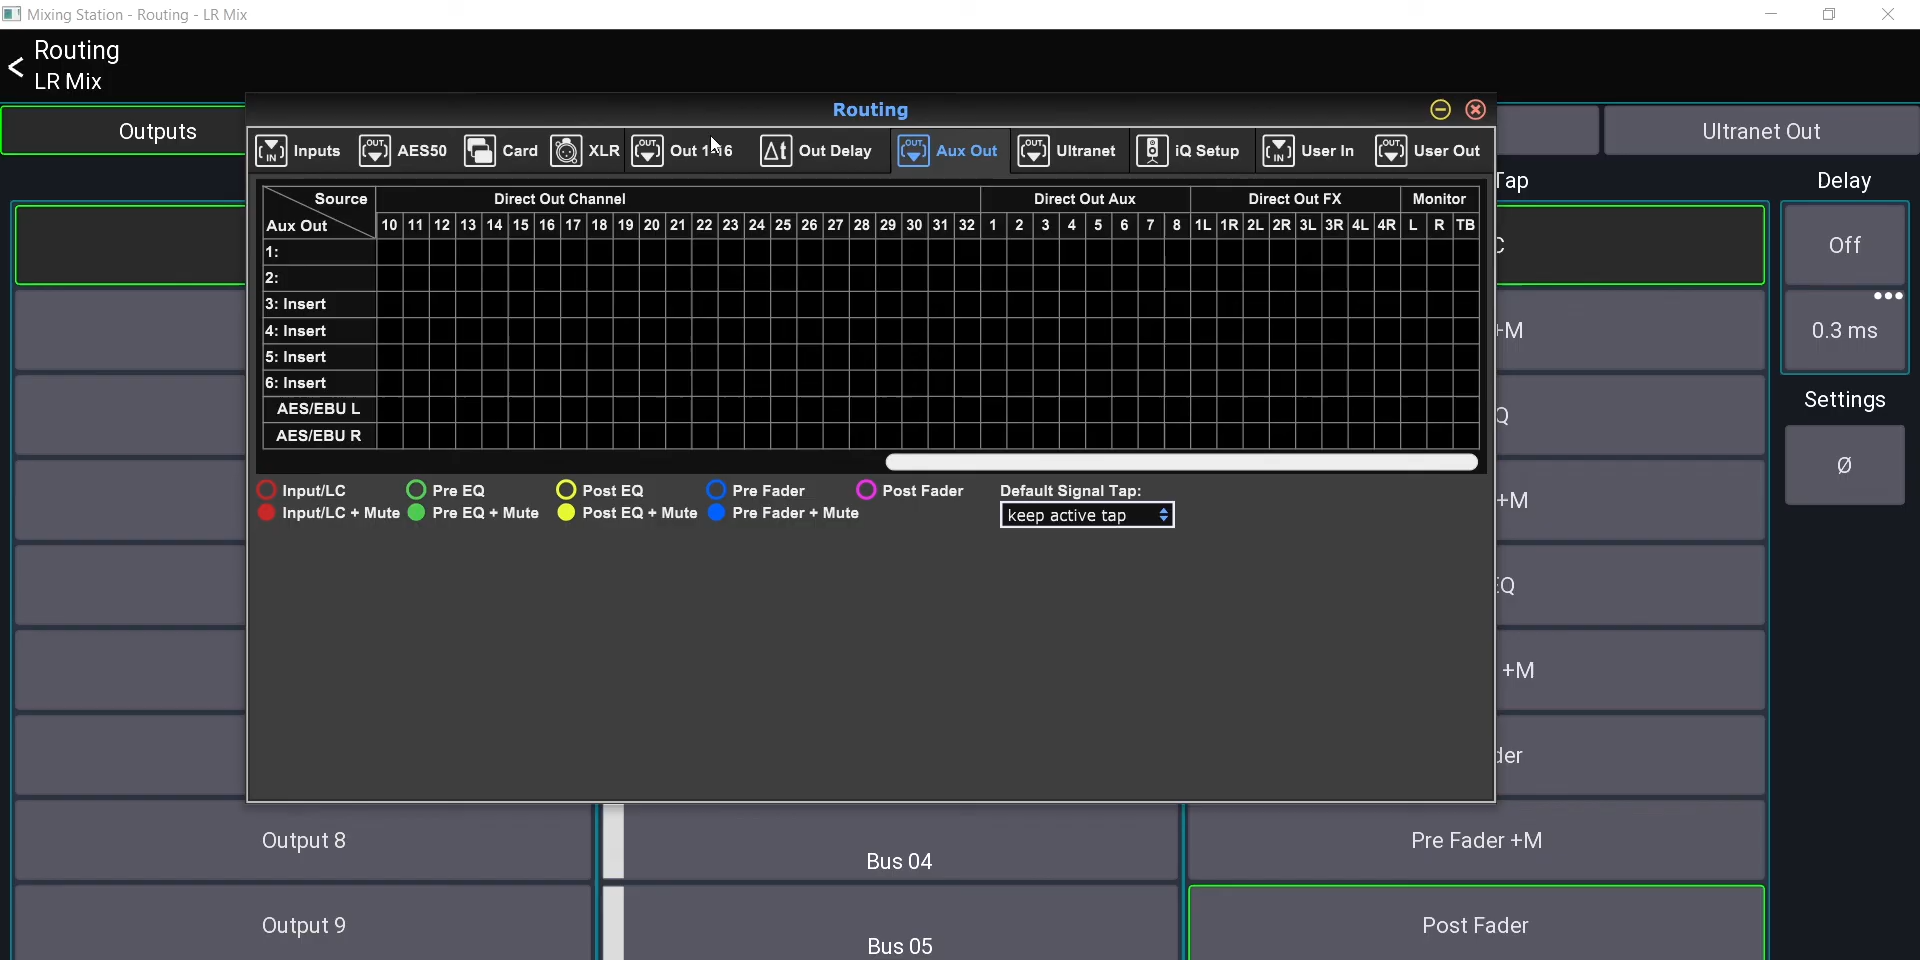 Mixing Station - Routing - LR Mix
Routing
LR Mix
Outputs
Ultranet Out
Routing
Inputs
AES50
Card
XLR
Out 1-16
Out Delay
Aux Out
Ultranet
iQ Setup
User In
User Out
Source
Aux Out
Direct Out Channel
Direct Out Aux
Direct Out FX
Monitor
10 11 12 13 14 15 16 17 18 19 20 21 22 23 24 25 26 27 28 29 30 31 32 1 2 3 4 5 6 7 8 1L 1R 2L 2R 3L 3R 4L 4R L R TB
1:
2:
3: Insert
4: Insert
5: Insert
6: Insert
AES/EBU L
AES/EBU R
Input/LC
Pre EQ
Post EQ
Pre Fader
Post Fader
Default Signal Tap:
Input/LC + Mute
Pre EQ + Mute
Post EQ + Mute
Pre Fader + Mute
keep active tap
Tap
Delay
Off
+M
0.3 ms
Settings
Q
Ø
+M
EQ
+M
der
Output 8
Bus 04
Pre Fader +M
Output 9
Bus 05
Post Fader